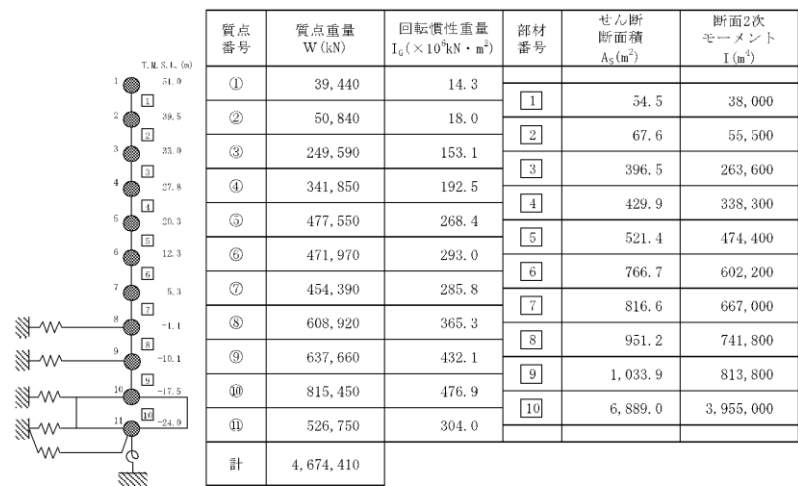 T.M.S.L. (m)
1 51.0
1
2 39.5
2
3 33.0
3
4 27.8
4
5 20.3
5
6 12.3
6
7 5.3
7
8 -1.1
8
9 -10.1
9
10 -17.5
10
11 -24.0
質点番号 質点重量 W(kN) 回転慣性重量 IG(×10⁶kN・m²) 部材番号 せん断断面積 AS(m²) 断面2次モーメント I(m⁴)
① 39,440 14.3
1 54.5 38,000
② 50,840 18.0
2 67.6 55,500
③ 249,590 153.1
3 396.5 263,600
④ 341,850 192.5
4 429.9 338,300
⑤ 477,550 268.4
5 521.4 474,400
⑥ 471,970 293.0
6 766.7 602,200
⑦ 454,390 285.8
7 816.6 667,000
⑧ 608,920 365.3
8 951.2 741,800
⑨ 637,660 432.1
9 1,033.9 813,800
⑩ 815,450 476.9
10 6,889.0 3,955,000
⑪ 526,750 304.0
計 4,674,410